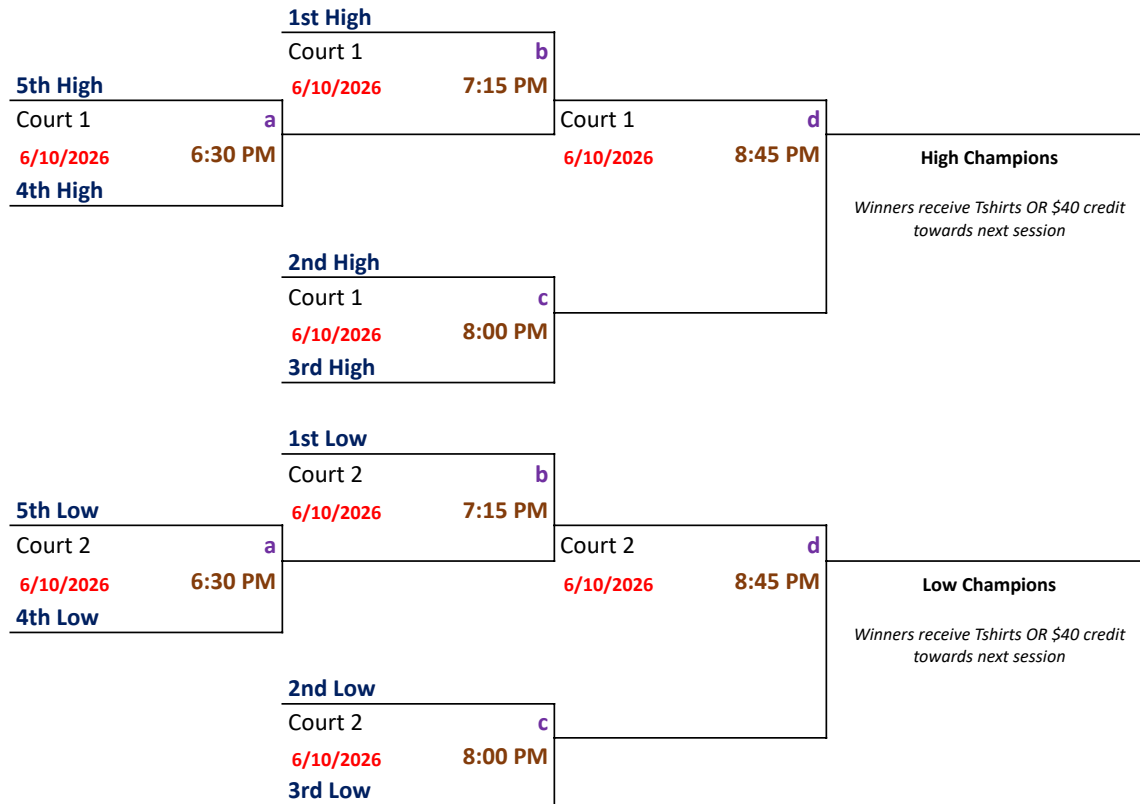 1st High
Court 1 b
6/10/2026 7:15 PM
5th High
Court 1 a
6/10/2026 6:30 PM
4th High
Court 1 d
6/10/2026 8:45 PM
High Champions
Winners receive Tshirts OR $40 credit
towards next session
2nd High
Court 1 c
6/10/2026 8:00 PM
3rd High
1st Low
Court 2 b
6/10/2026 7:15 PM
5th Low
Court 2 a
6/10/2026 6:30 PM
4th Low
Court 2 d
6/10/2026 8:45 PM
Low Champions
Winners receive Tshirts OR $40 credit
towards next session
2nd Low
Court 2 c
6/10/2026 8:00 PM
3rd Low